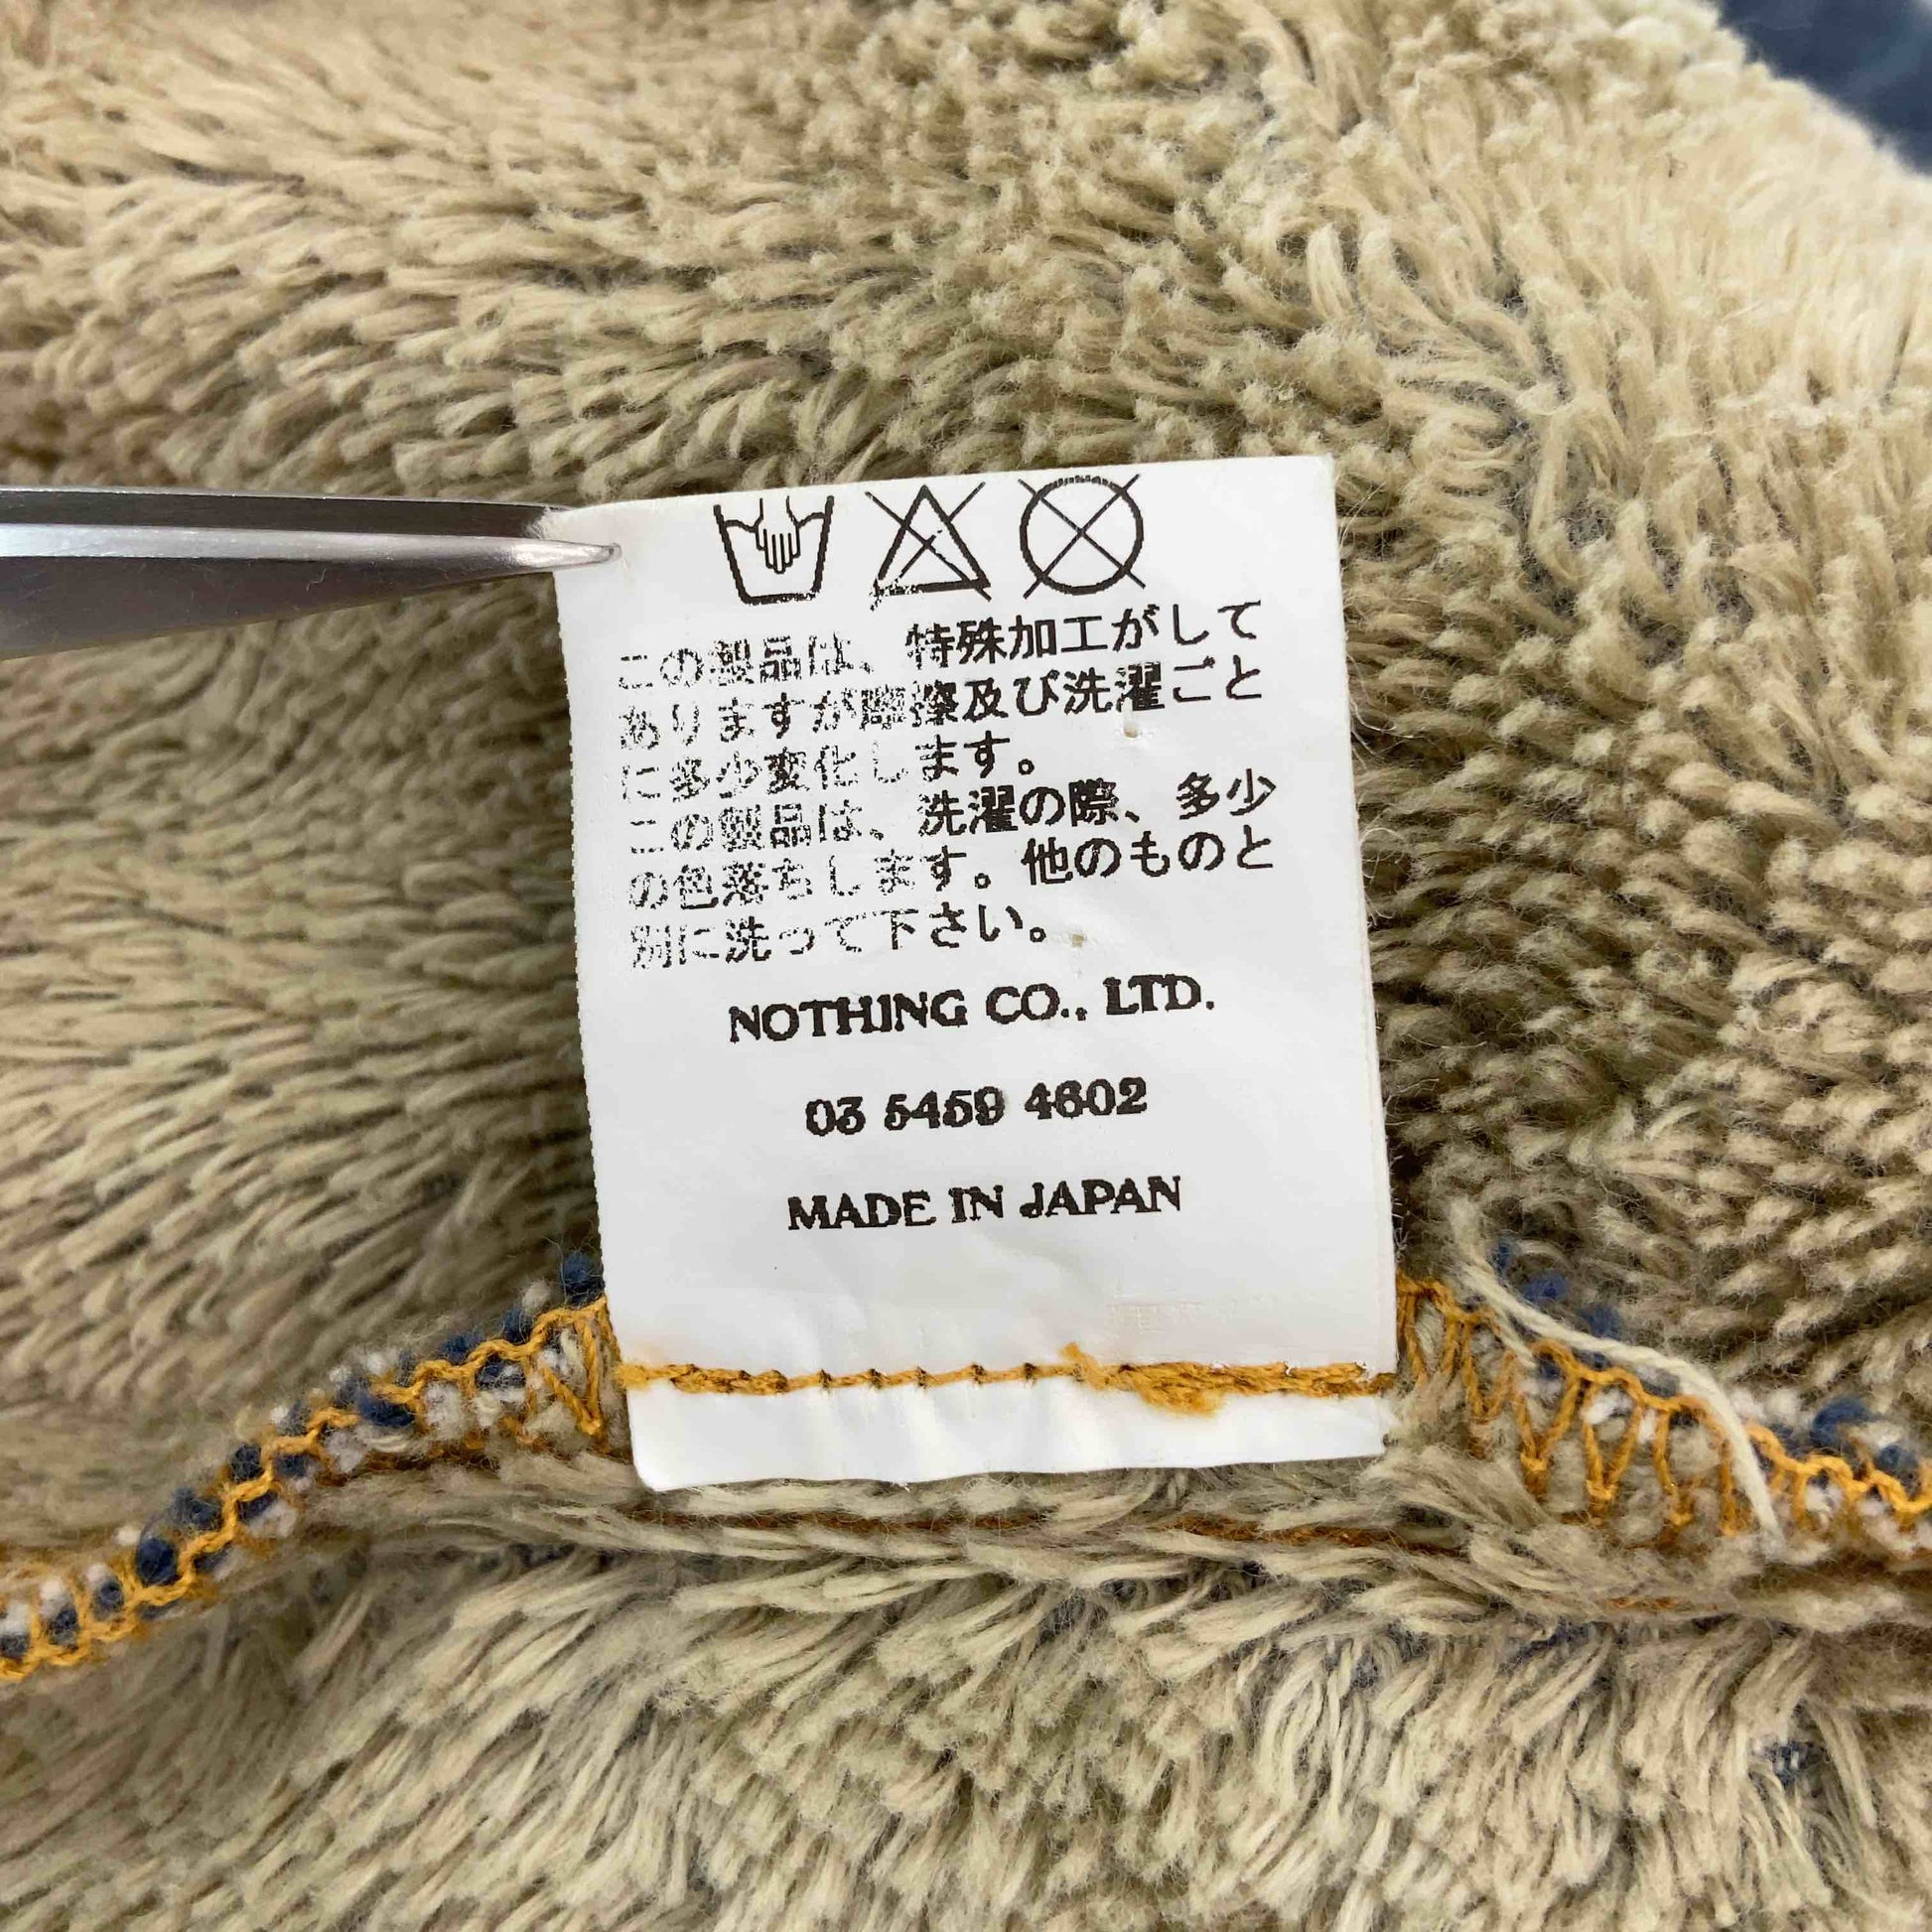 この製品は、特殊加工がして
ありますが摩擦及び洗濯ごと
に多少変化します。
この製品は、洗濯の際、多少
の色落ちします。他のものと
別に洗って下さい。
NOTHING CO., LTD.
03 5459 4602
MADE IN JAPAN